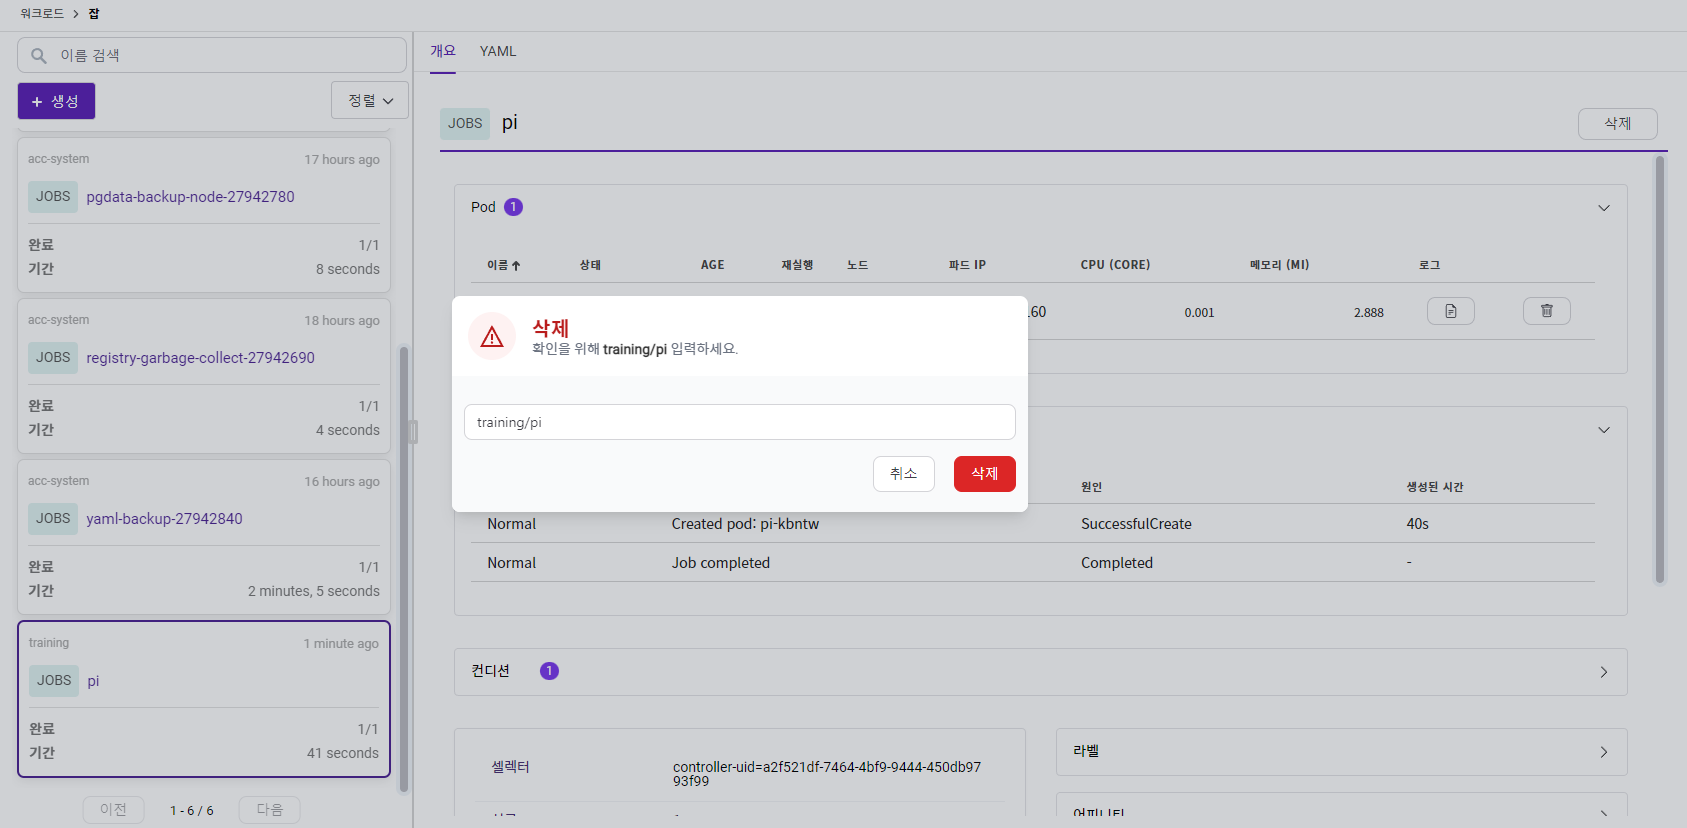 워크로드 > 잡
이름 검색
+ 생성
정렬
acc-system 17 hours ago
JOBS pgdata-backup-node-27942780
완료 1/1
기간 8 seconds
acc-system 18 hours ago
JOBS registry-garbage-collect-27942690
완료 1/1
기간 4 seconds
acc-system 16 hours ago
JOBS yaml-backup-27942840
완료 1/1
기간 2 minutes, 5 seconds
training 1 minute ago
JOBS pi
완료 1/1
기간 41 seconds
이전 1 - 6 / 6 다음
개요 YAML
JOBS pi 삭제
Pod 1
이름 상태 AGE 재실행 노드 파드 IP CPU (CORE) 메모리 (MI) 로그
.60 0.001 2.888
삭제
확인을 위해 training/pi 입력하세요.
training/pi
취소 삭제
원인 생성된 시간
Normal Created pod: pi-kbntw SuccessfulCreate 40s
Normal Job completed Completed -
컨디션 1
셀렉터 controller-uid=a2f521df-7464-4bf9-9444-450db97
93f99
라벨
어피니티